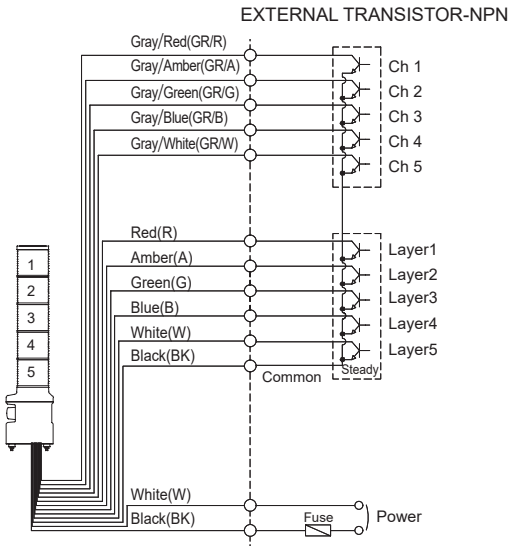 EXTERNAL TRANSISTOR-NPN
Gray/Red(GR/R)
Ch 1
Gray/Amber(GR/A)
Ch 2
Gray/Green(GR/G)
Ch 3
Gray/Blue(GR/B)
Ch 4
Gray/White(GR/W)
Ch 5
Red(R)
Layer1
Amber(A)
Layer2
Green(G)
Layer3
Blue(B)
Layer4
White(W)
Layer5
Black(BK)
Common
Steady
1
2
3
4
5
White(W)
Black(BK)
Fuse
Power